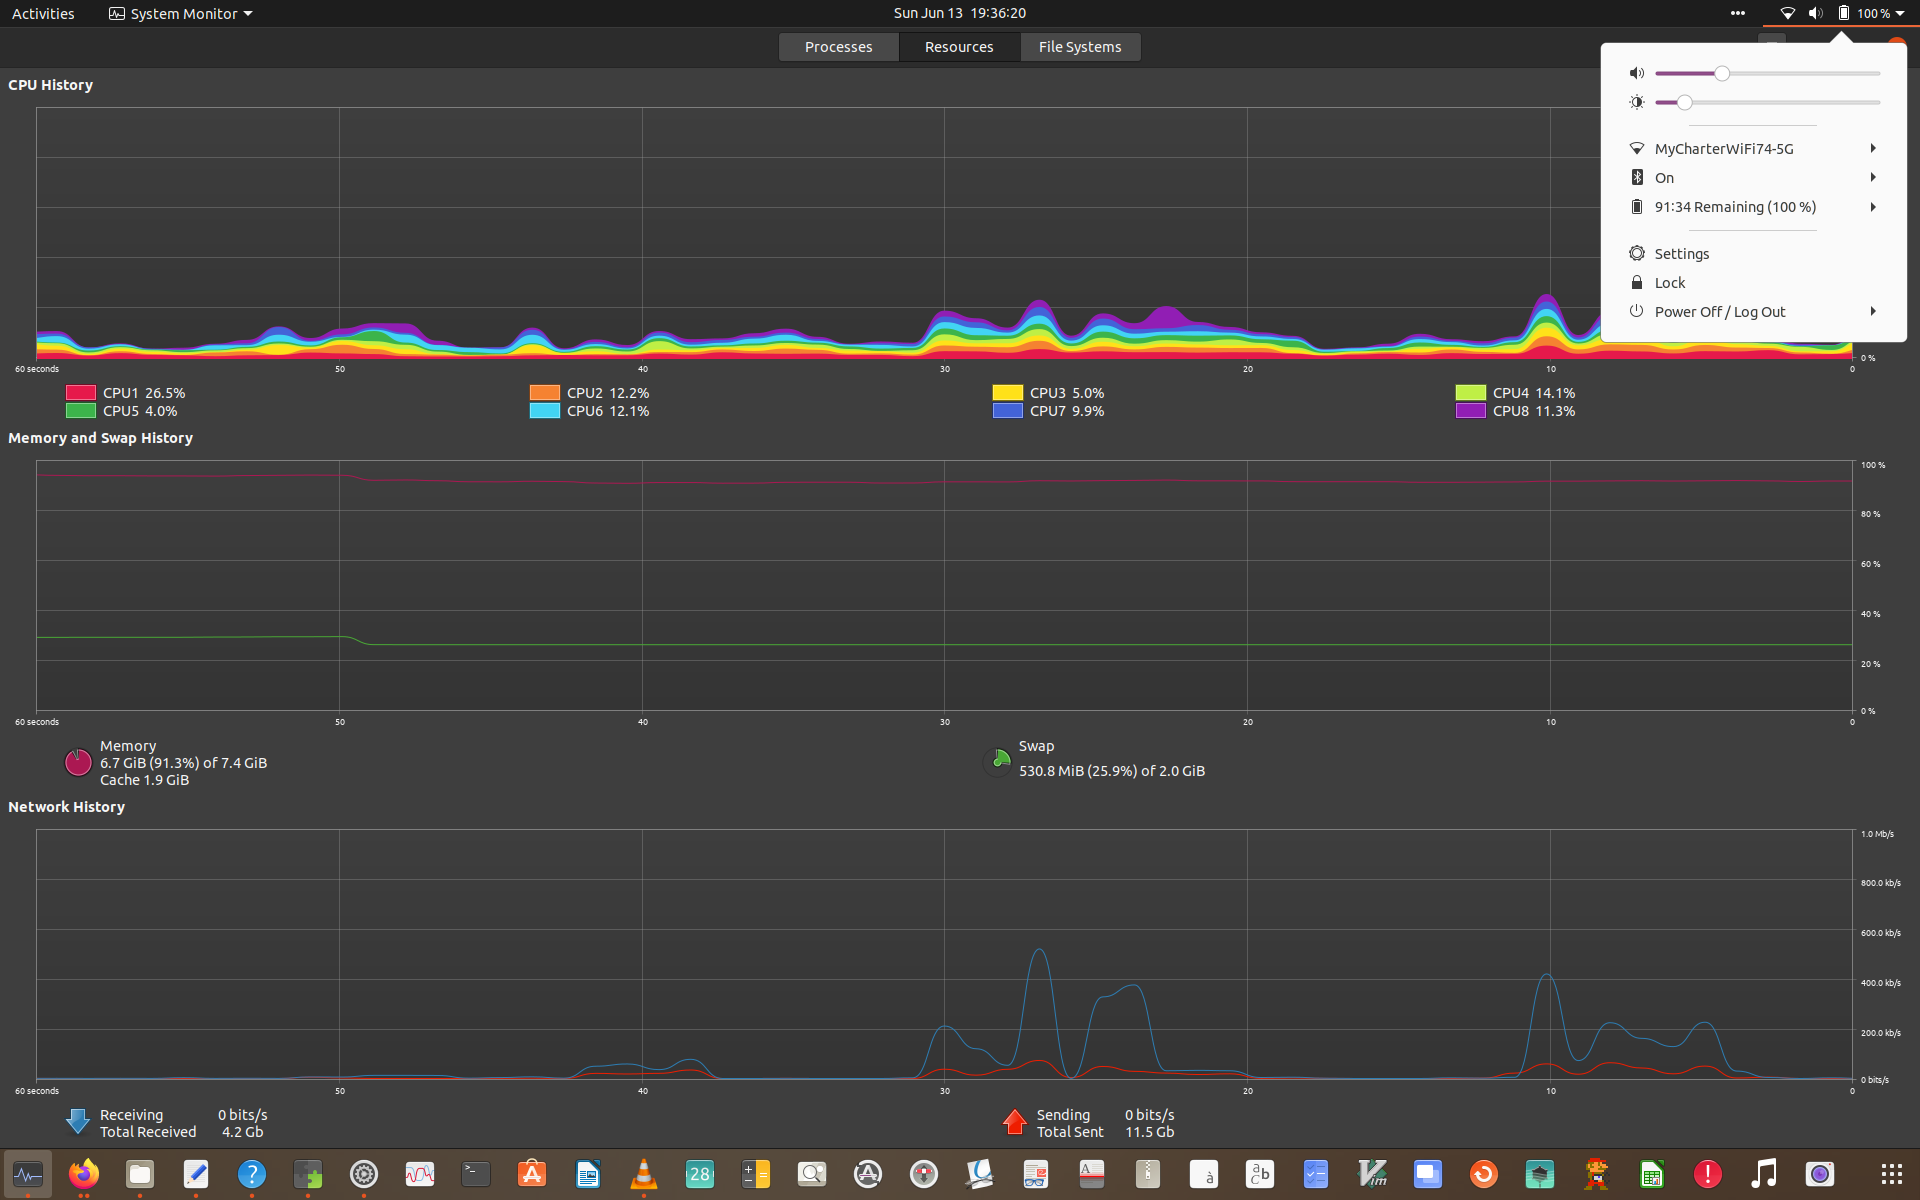 Activities
System Monitor
Sun Jun 13 19:36:20
100 %
Processes
Resources
File Systems
MyCharterWiFi74-5G
On
91:34 Remaining (100 %)
Settings
Lock
Power Off / Log Out
CPU History
0 %
60 seconds 50 40 30 20 10 0
CPU1 26.5% CPU2 12.2% CPU3 5.0% CPU4 14.1%
CPU5 4.0% CPU6 12.1% CPU7 9.9% CPU8 11.3%
Memory and Swap History
100 %
80 %
60 %
40 %
20 %
0 %
60 seconds 50 40 30 20 10 0
Memory
6.7 GiB (91.3%) of 7.4 GiB
Cache 1.9 GiB
Swap
530.8 MiB (25.9%) of 2.0 GiB
Network History
1.0 Mb/s
800.0 kb/s
600.0 kb/s
400.0 kb/s
200.0 kb/s
0 bits/s
60 seconds 50 40 30 20 10 0
Receiving 0 bits/s
Total Received 4.2 Gb
Sending 0 bits/s
Total Sent 11.5 Gb
?
>_
A
28
A
A
à
a b c
Vim
!